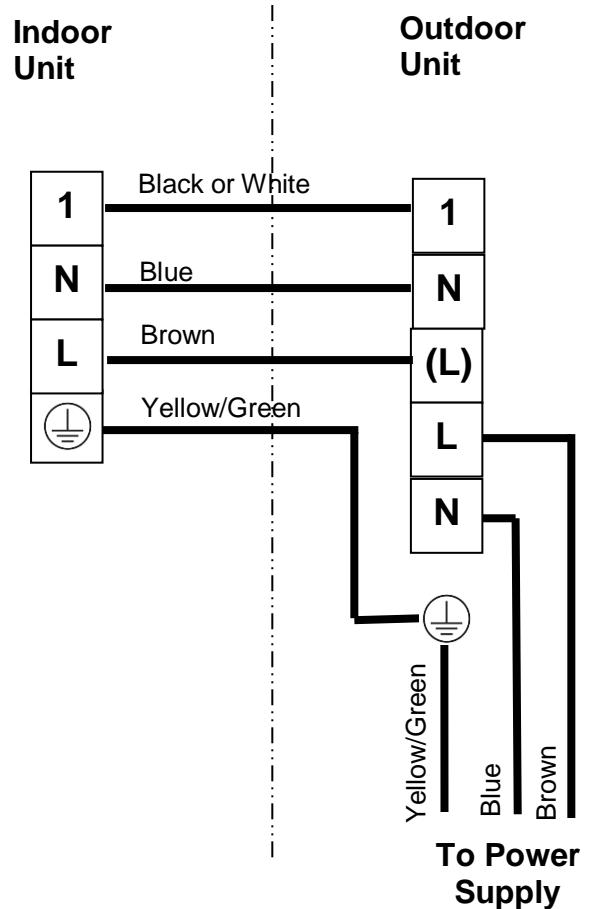 Indoor
Unit
Outdoor
Unit
1
Black or White
1
N
Blue
N
L
Brown
(L)
Yellow/Green
L
N
Yellow/Green
Blue
Brown
To Power
Supply